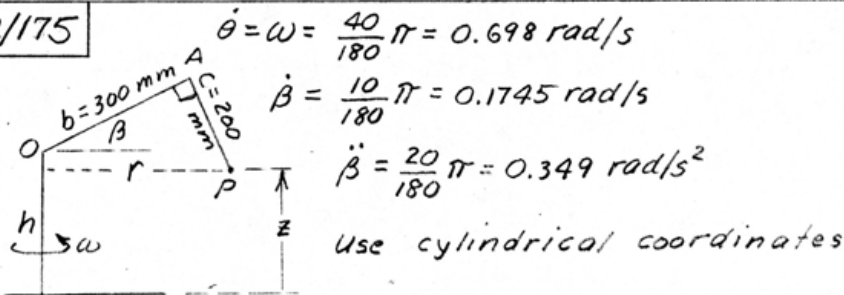 /175
θ̇ = ω = 40/180 π = 0.698 rad/s
β̇ = 10/180 π = 0.1745 rad/s
β̈ = 20/180 π = 0.349 rad/s²
use cylindrical coordinates
A
b = 300 mm
C = 200 mm
β
O
r
P
h
z
ω